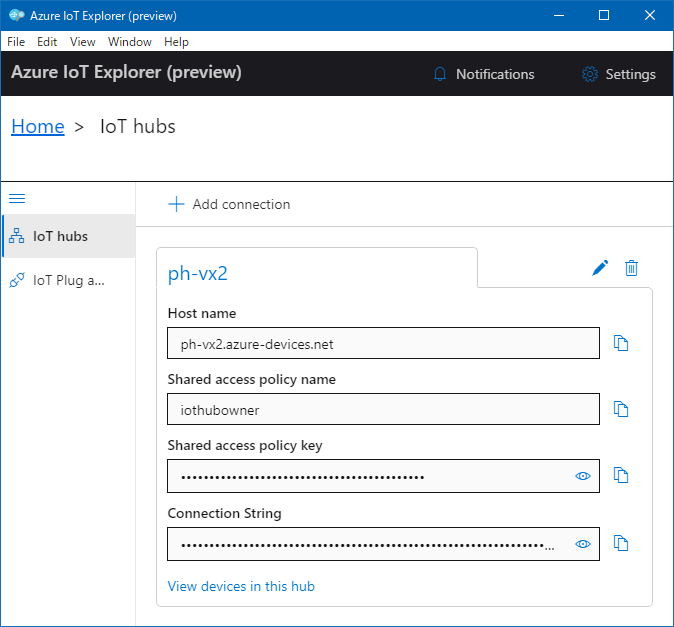 Azure IoT Explorer (preview)
File Edit View Window Help
Azure IoT Explorer (preview) Notifications Settings
Home > IoT hubs
Add connection
IoT hubs
IoT Plug a...
ph-vx2
Host name
ph-vx2.azure-devices.net
Shared access policy name
iothubowner
Shared access policy key
•••••••••••••••••••••••••••••••••••••••••••
Connection String
••••••••••••••••••••••••••••••••••••••••••••••••••••••••••••••••...
View devices in this hub